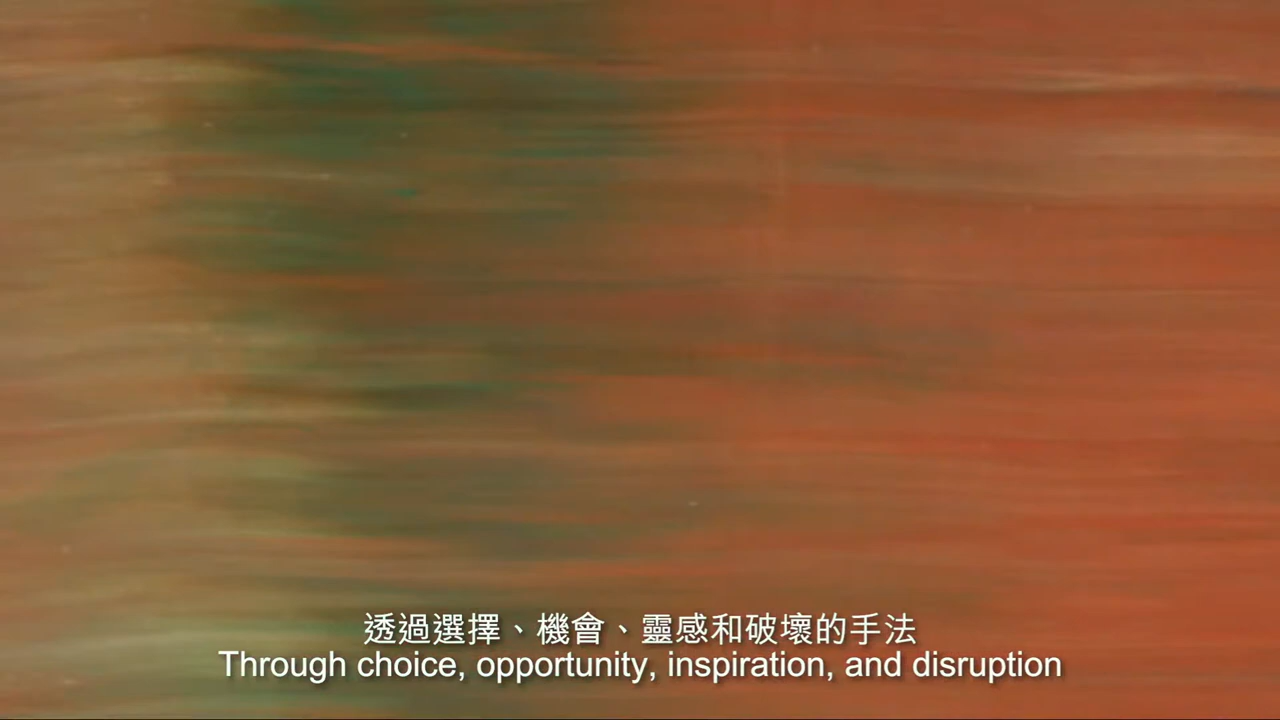 透過選擇、機會、靈感和破壞的手法
Through choice, opportunity, inspiration, and disruption